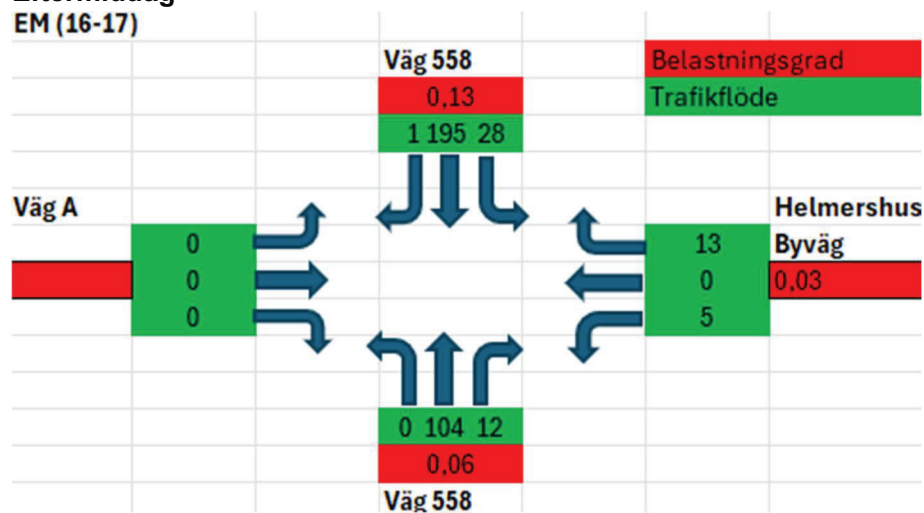 Eftermiddag
EM (16-17)
Väg 558
Belastningsgrad
0,13
Trafikflöde
1 195 28
Väg A
Helmershus
0
13
Byväg
0
0
0,03
0
5
0 104 12
0,06
Väg 558